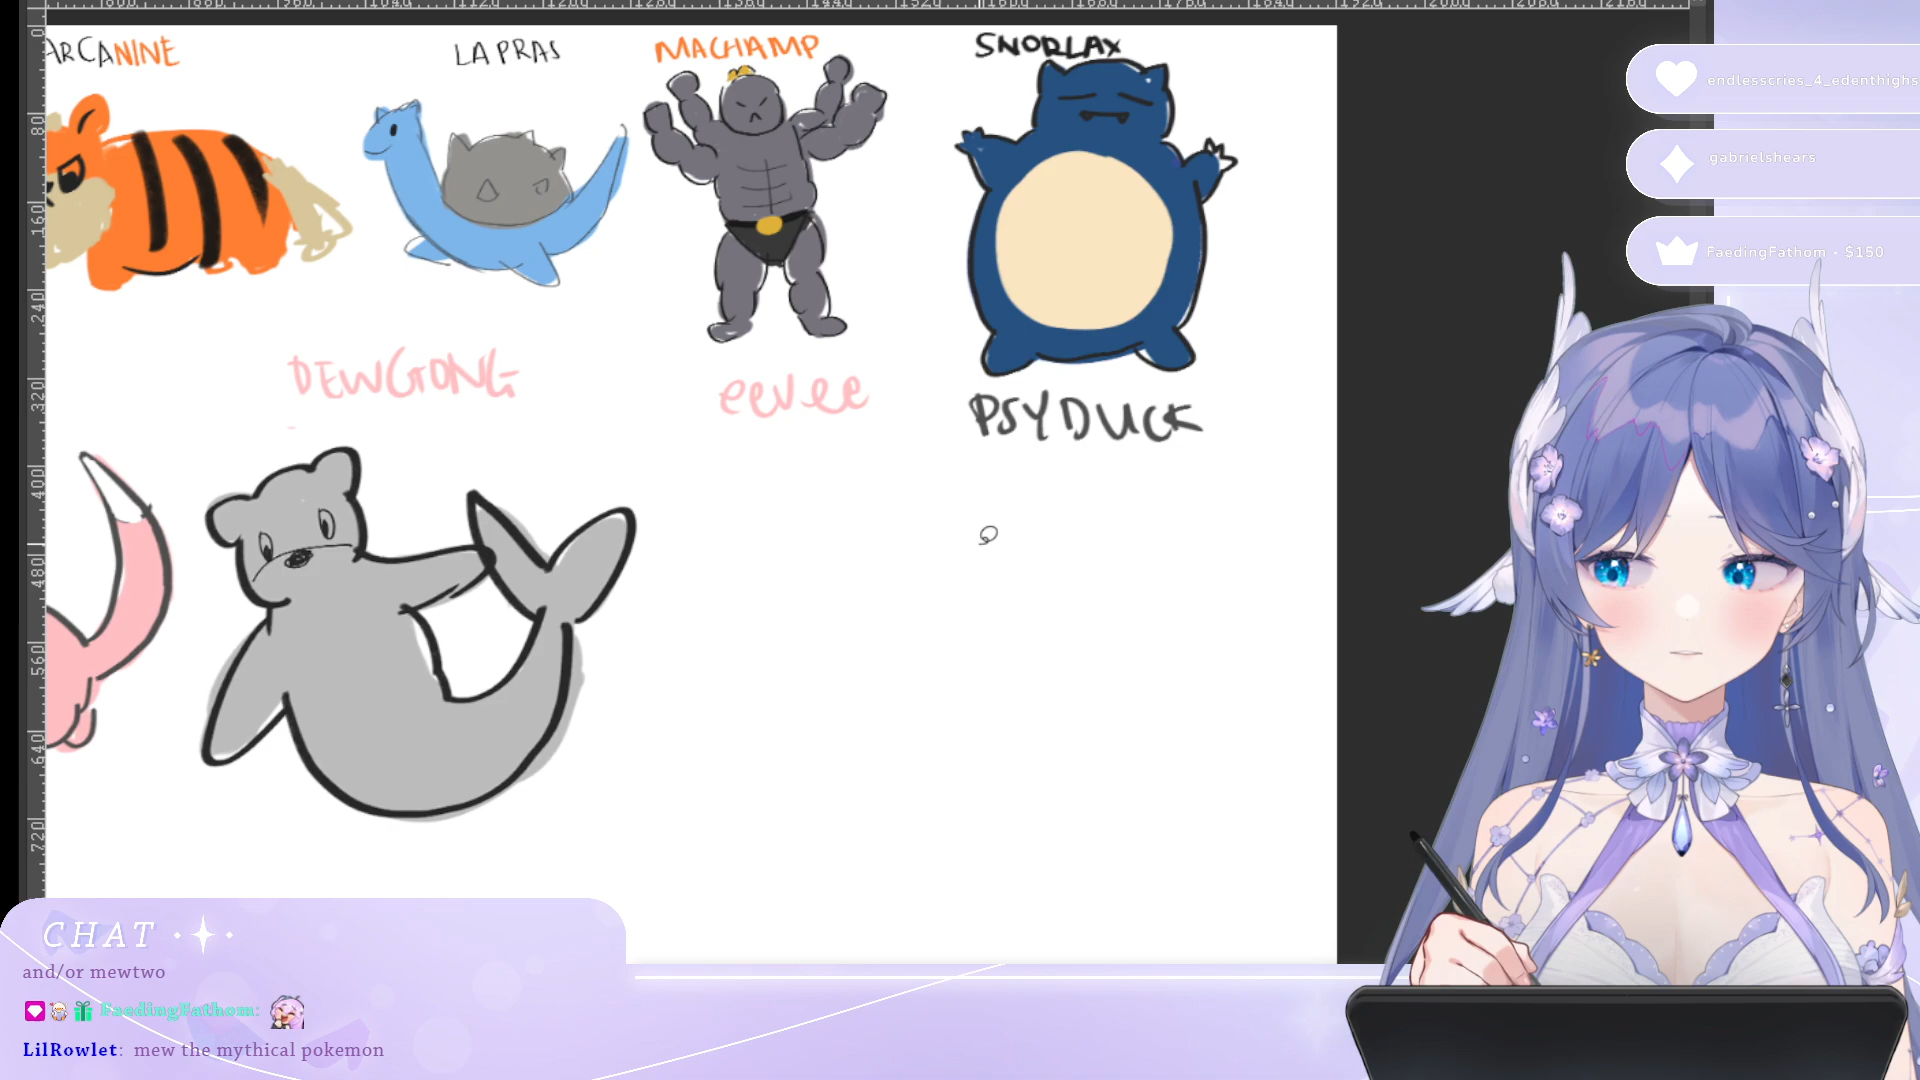 ARCANINE
LAPRAS
MACHAMP
SNORLAX
endlesscries_4_edenthighs
gabrielshears
FaedingFathom - $150
DEWGONG
eevee
PSYDUCK
CHAT
and/or mewtwo
FaedingFathom:
LilRowlet: mew the mythical pokemon